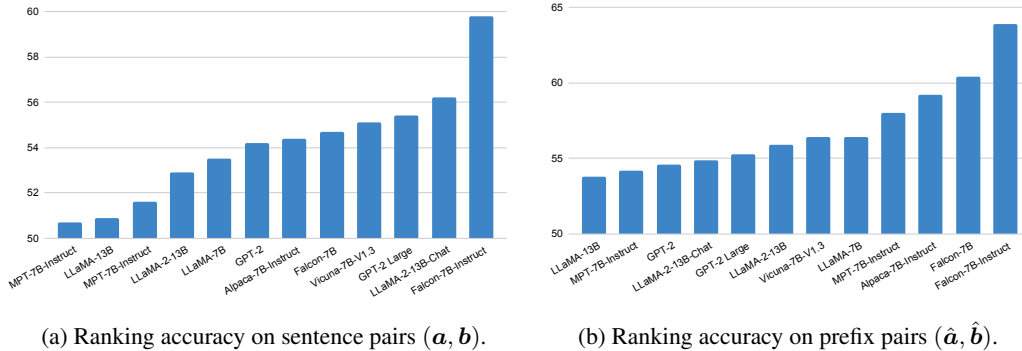 60
58
56
54
52
51
50
MPT-7B-Instruct
LLaMA-13B
MPT-7B-Instruct
LLaMA-2-13B
LLaMA-7B
GPT-2
Alpaca-7B-Instruct
Falcon-7B
Vicuna-7B-V1.3
GPT-2 Large
LLaMA-2-13B-Chat
Falcon-7B-Instruct
(a) Ranking accuracy on sentence pairs (a, b).
65
60
55
50
LLaMA-13B
MPT-7B-Instruct
GPT-2
LLaMA-2-13B-Chat
GPT-2 Large
LLaMA-2-13B
Vicuna-7B-V1.3
LLaMA-7B
MPT-7B-Instruct
Alpaca-7B-Instruct
Falcon-7B
Falcon-7B-Instruct
(b) Ranking accuracy on prefix pairs (â, b̂).